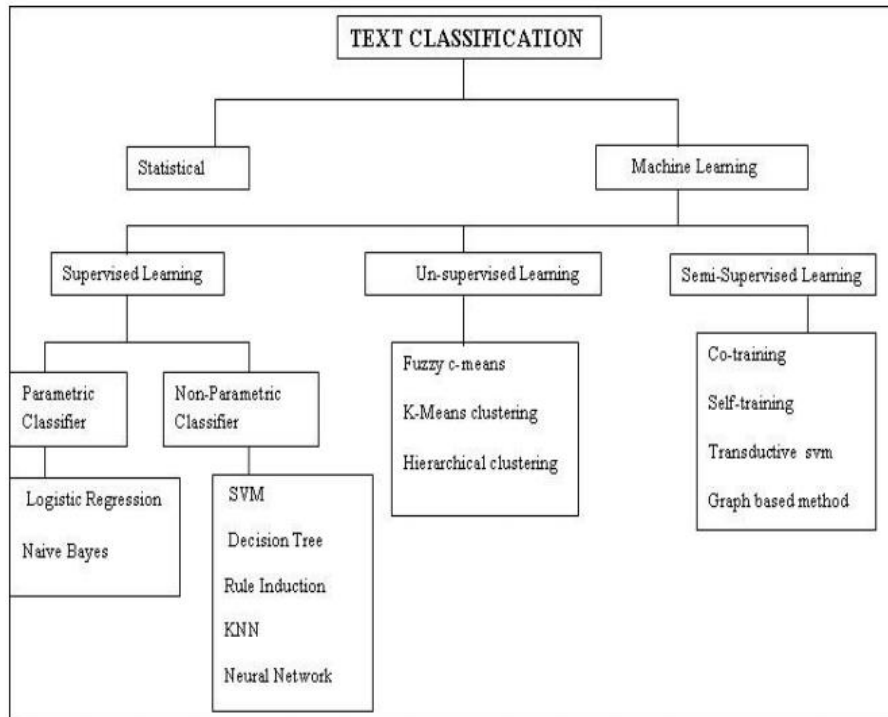 TEXT CLASSIFICATION
Statistical
Machine Learning
Supervised Learning
Un-supervised Learning
Semi-Supervised Learning
Parametric
Classifier
Non-Parametric
Classifier
Logistic Regression
Naive Bayes
SVM
Decision Tree
Rule Induction
KNN
Neural Network
Fuzzy c-means
K-Means clustering
Hierarchical clustering
Co-training
Self-training
Transductive svm
Graph based method